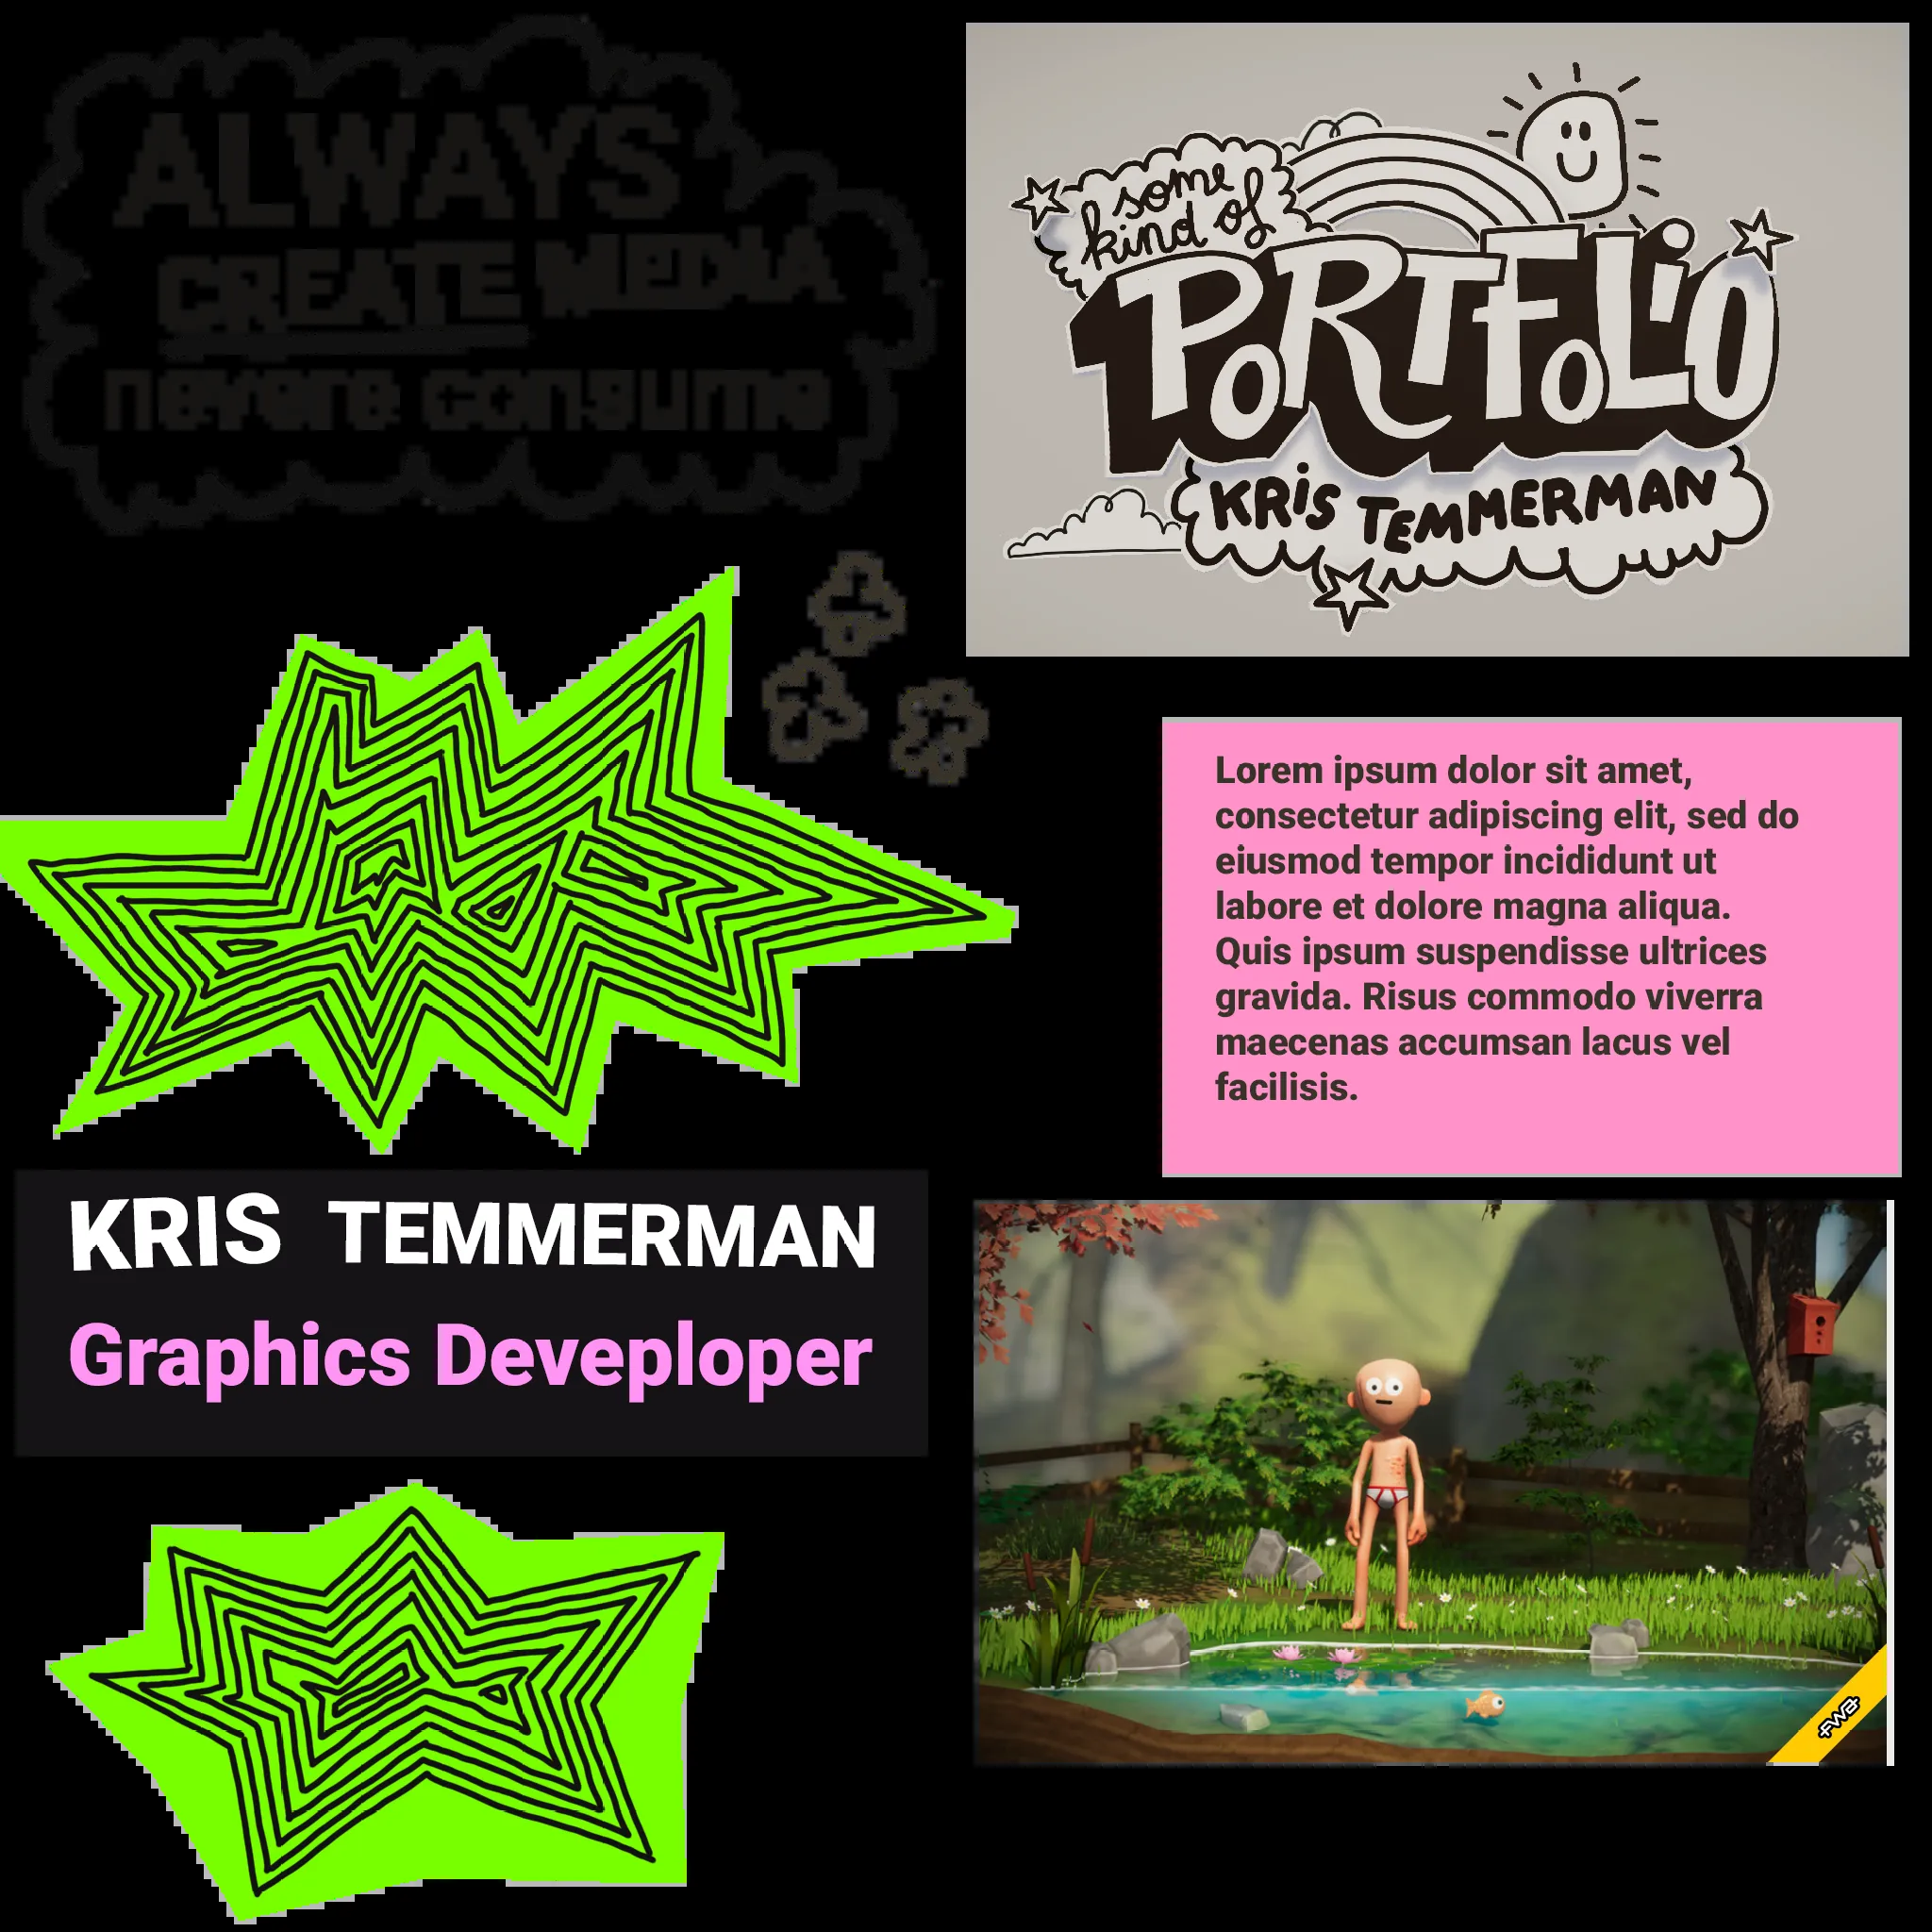 ALWAYS
CREATE MEDIA
nevere consume
some
kind of
PoRTFoLiO
KRiS TEMMERMAN
Lorem ipsum dolor sit amet,
consectetur adipiscing elit, sed do
eiusmod tempor incididunt ut
labore et dolore magna aliqua.
Quis ipsum suspendisse ultrices
gravida. Risus commodo viverra
maecenas accumsan lacus vel
facilisis.
KRIS TEMMERMAN
Graphics Deveploper
FWA